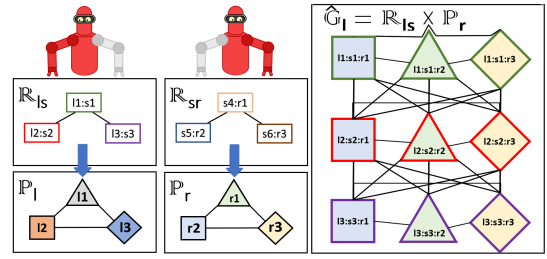 ℝls
l1:s1
l2:s2
l3:s3
ℝsr
s4:r1
s5:r2
s6:r3
ℙl
l1
l2
l3
ℙr
r1
r2
r3
Ĝl = ℝls × ℙr
l1:s1:r1
l1:s1:r2
l1:s1:r3
l2:s2:r1
l2:s2:r2
l2:s2:r3
l3:s3:r1
l3:s3:r2
l3:s3:r3